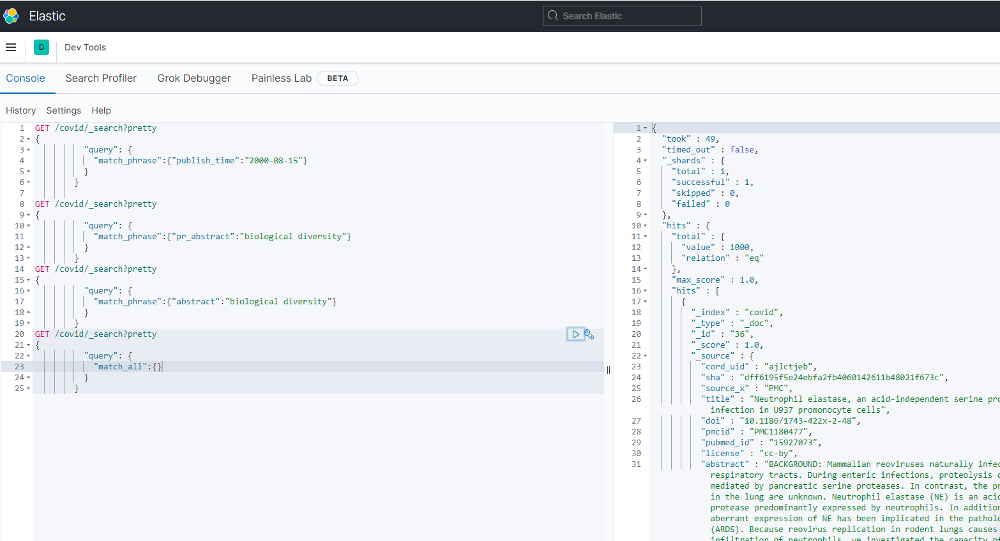 Elastic
Search Elastic
D
Dev Tools
Console Search Profiler Grok Debugger Painless Lab BETA
History Settings Help
1 GET /covid/_search?pretty
2 {
3 "query": {
4 "match_phrase":{"publish_time":"2000-08-15"}
5 }
6 }
7
8 GET /covid/_search?pretty
9 {
10 "query": {
11 "match_phrase":{"pr_abstract":"biological diversity"}
12 }
13 }
14 GET /covid/_search?pretty
15 {
16 "query": {
17 "match_phrase":{"abstract":"biological diversity"}
18 }
19 }
20 GET /covid/_search?pretty
21 {
22 "query": {
23 "match_all":{}
24 }
25 }
1 {
2 "took" : 49,
3 "timed_out" : false,
4 "_shards" : {
5 "total" : 1,
6 "successful" : 1,
7 "skipped" : 0,
8 "failed" : 0
9 },
10 "hits" : {
11 "total" : {
12 "value" : 1000,
13 "relation" : "eq"
14 },
15 "max_score" : 1.0,
16 "hits" : [
17 {
18 "_index" : "covid",
19 "_type" : "_doc",
20 "_id" : "36",
21 "_score" : 1.0,
22 "_source" : {
23 "cord_uid" : "ajlctjeb",
24 "sha" : "dff6195f5e24ebfa2fb4060142611b48021f673c",
25 "source_x" : "PMC",
26 "title" : "Neutrophil elastase, an acid-independent serine pro
infection in U937 promonocyte cells",
27 "doi" : "10.1186/1743-422x-2-48",
28 "pmcid" : "PMC1180477",
29 "pubmed_id" : "15927073",
30 "license" : "cc-by",
31 "abstract" : "BACKGROUND: Mammalian reoviruses naturally infec
respiratory tracts. During enteric infections, proteolysis
mediated by pancreatic serine proteases. In contrast, the pr
in the lung are unknown. Neutrophil elastase (NE) is an acid
protease predominantly expressed by neutrophils. In addition
aberrant expression of NE has been implicated in the pathol
(ARDS). Because reovirus replication in rodent lungs causes
infiltration of neutrophils, we investigated the capacity of